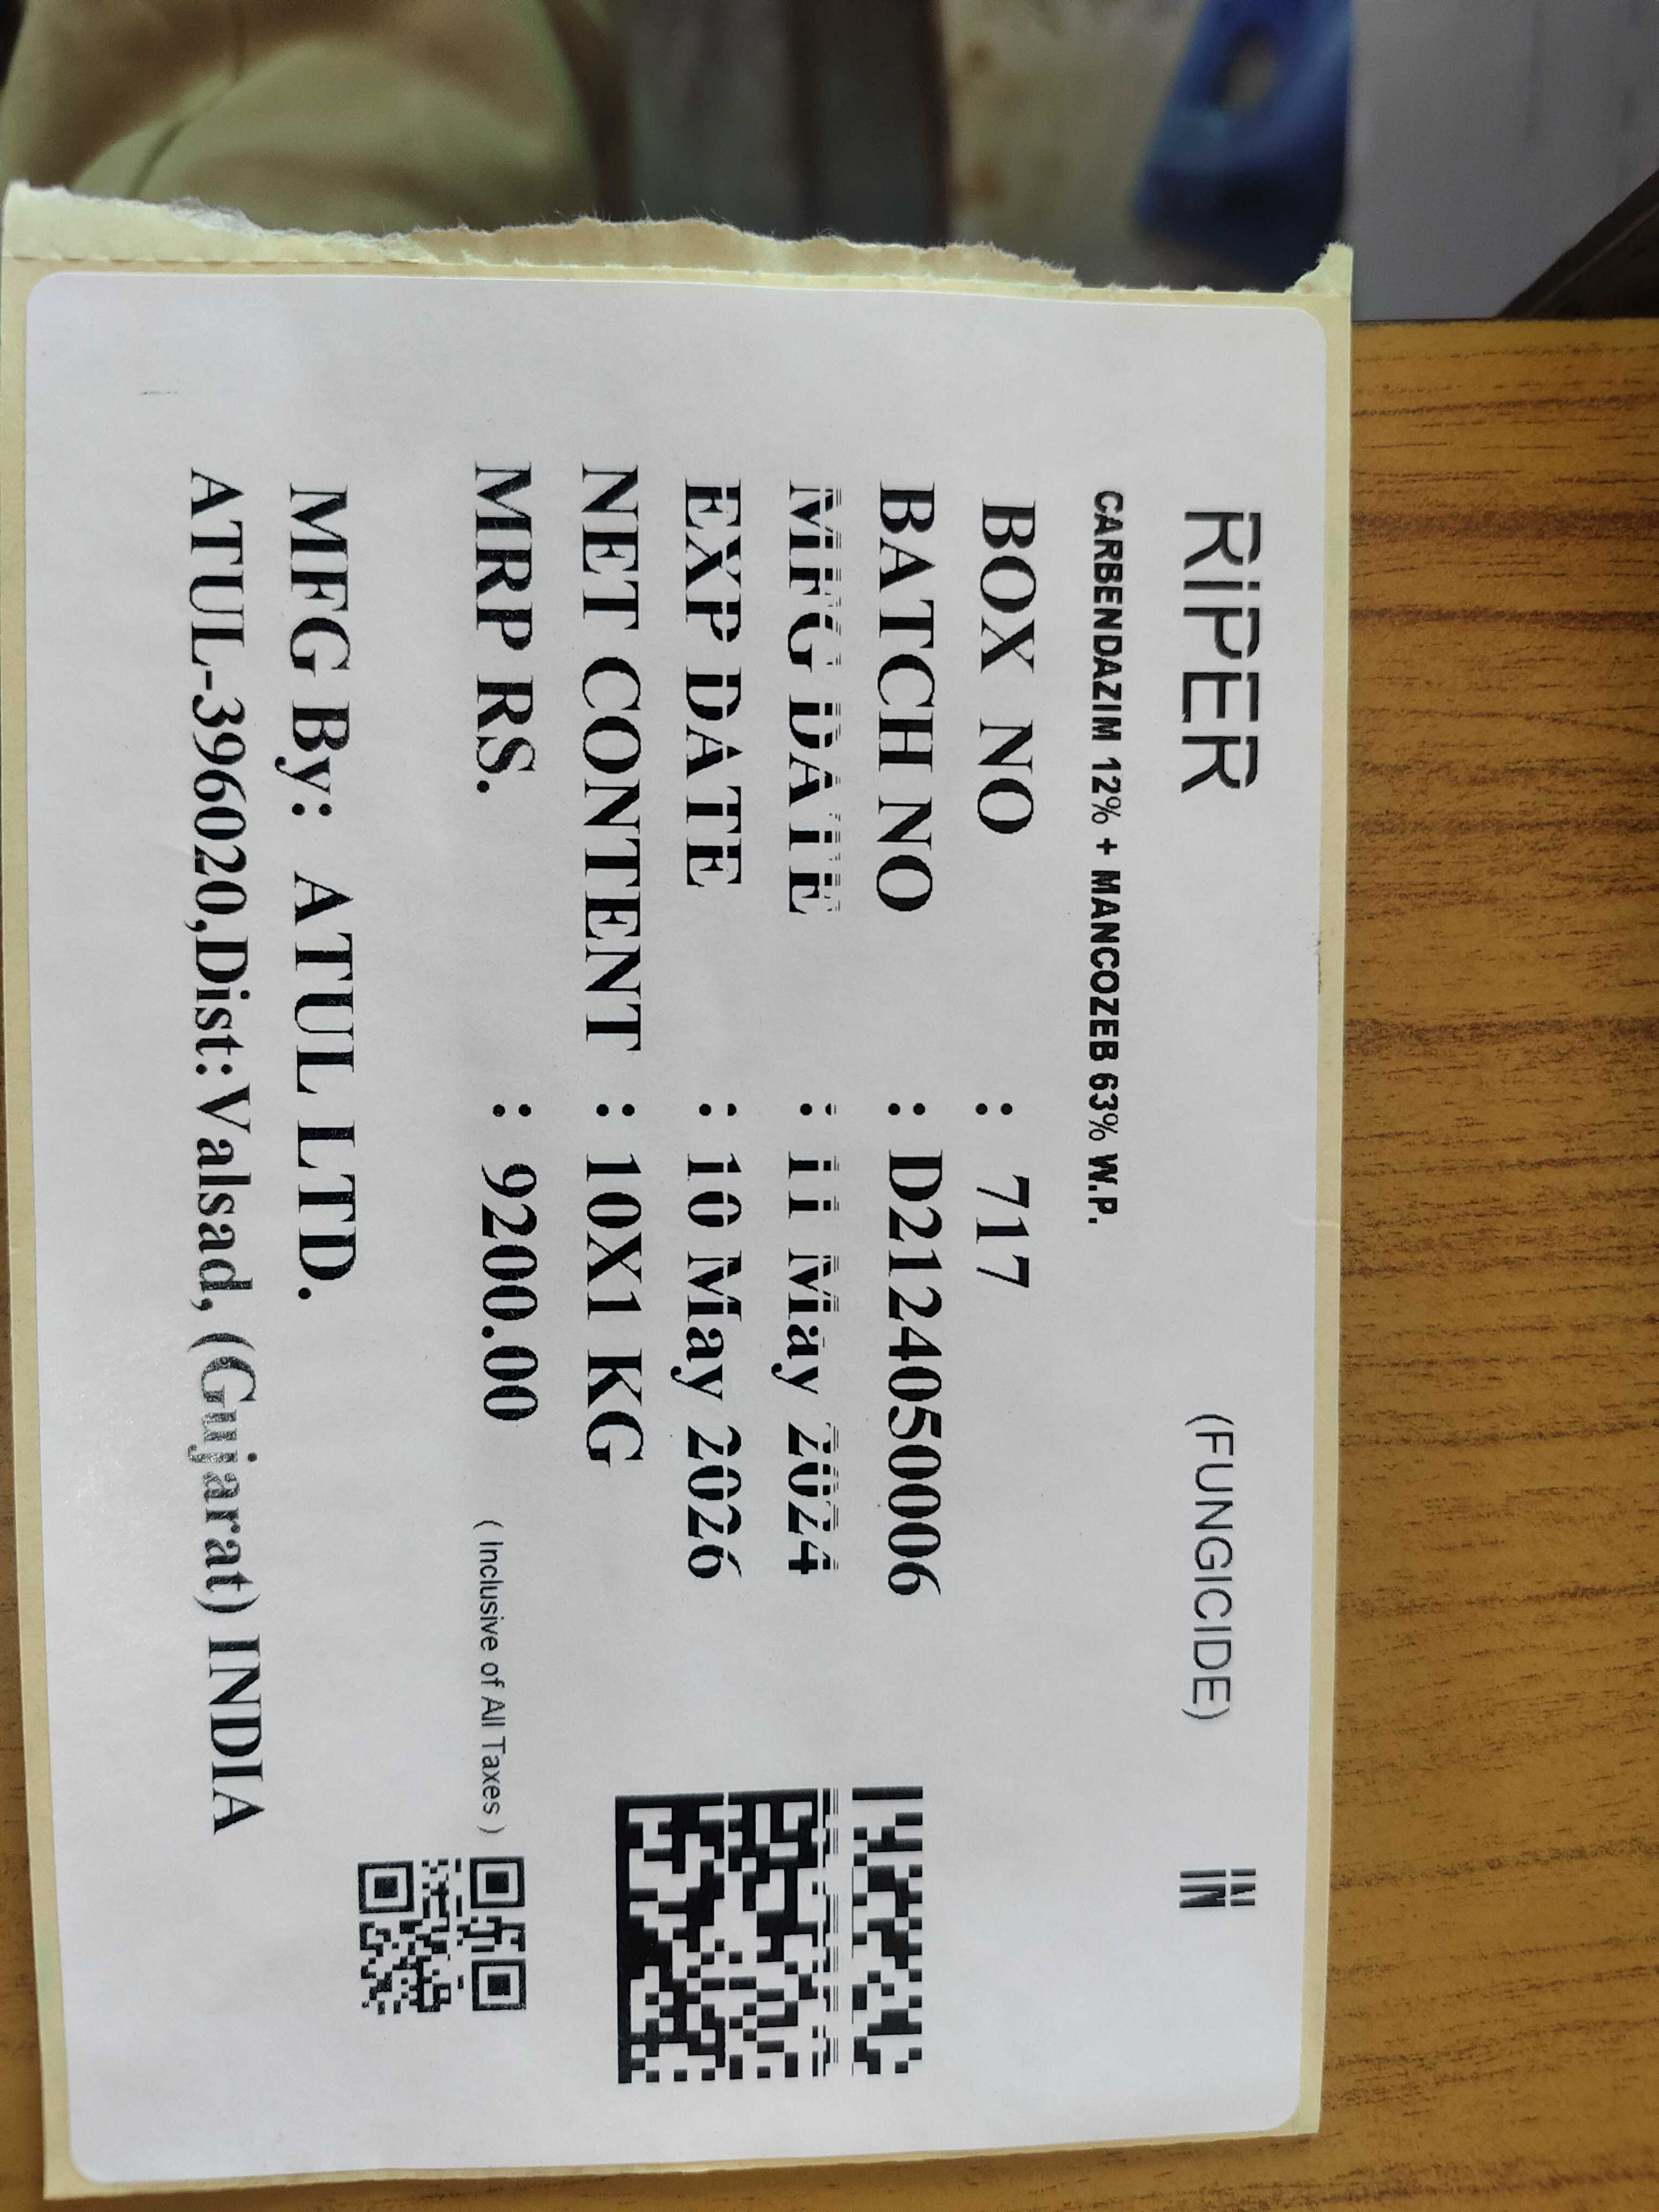 RiPER (FUNGICIDE) IN
CARBENDAZIM 12% + MANCOZEB 63% W.P.
BOX NO : 717
BATCH NO : D2124050006
MFG DATE : 11 May 2024
EXP DATE : 10 May 2026
NET CONTENT : 10X1 KG
MRP RS. : 9200.00 ( Inclusive of All Taxes )
MFG By: ATUL LTD.
ATUL-396020,Dist:Valsad, (Gujarat) INDIA